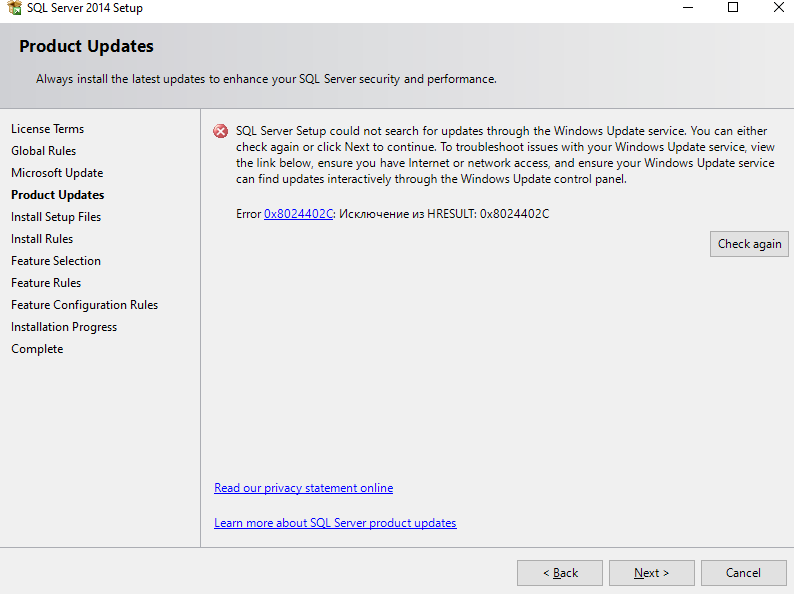 SQL Server 2014 Setup
Product Updates
Always install the latest updates to enhance your SQL Server security and performance.
License Terms
Global Rules
Microsoft Update
Product Updates
Install Setup Files
Install Rules
Feature Selection
Feature Rules
Feature Configuration Rules
Installation Progress
Complete
SQL Server Setup could not search for updates through the Windows Update service. You can either
check again or click Next to continue. To troubleshoot issues with your Windows Update service, view
the link below, ensure you have Internet or network access, and ensure your Windows Update service
can find updates interactively through the Windows Update control panel.
Error 0x8024402C: Исключение из HRESULT: 0x8024402C
Check again
Read our privacy statement online
Learn more about SQL Server product updates
< Back
Next >
Cancel